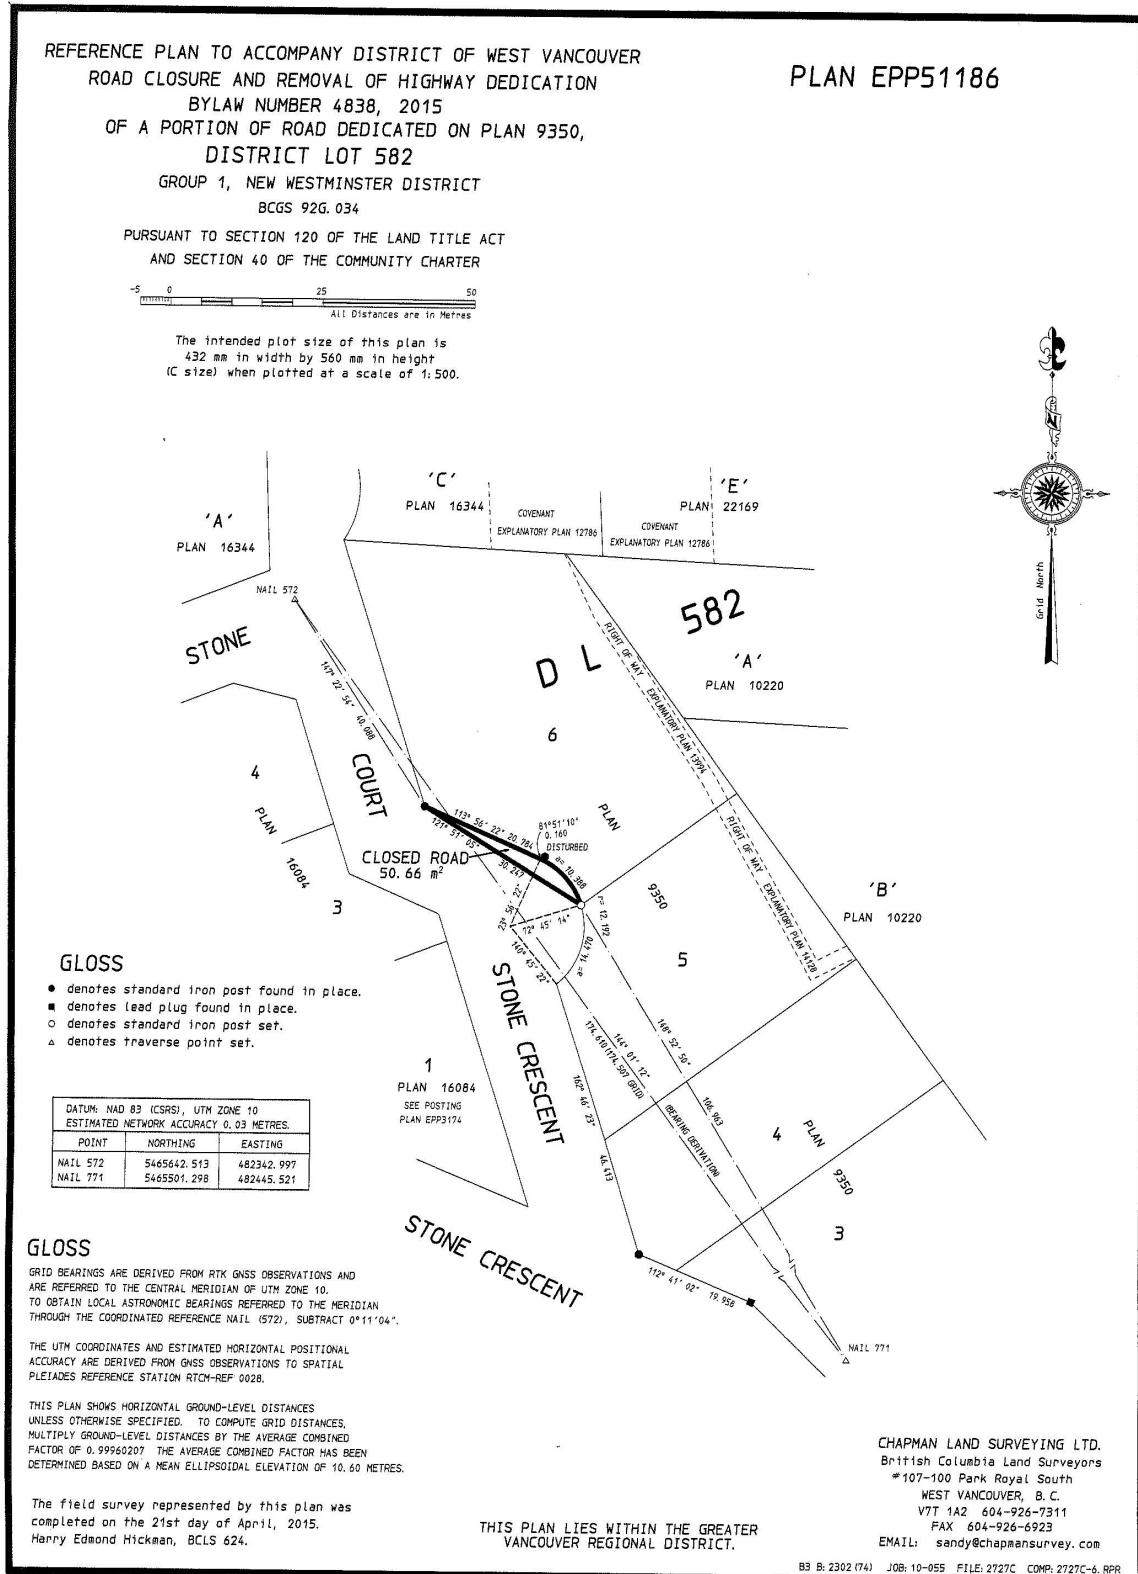 REFERENCE PLAN TO ACCOMPANY DISTRICT OF WEST VANCOUVER
ROAD CLOSURE AND REMOVAL OF HIGHWAY DEDICATION
BYLAW NUMBER 4838, 2015
OF A PORTION OF ROAD DEDICATED ON PLAN 9350,
DISTRICT LOT 582
GROUP 1, NEW WESTMINSTER DISTRICT
BCGS 92G.034
PURSUANT TO SECTION 120 OF THE LAND TITLE ACT
AND SECTION 40 OF THE COMMUNITY CHARTER
PLAN EPP51186
-5 0 25 50
All Distances are in Metres
The intended plot size of this plan is
432 mm in width by 560 mm in height
(C size) when plotted at a scale of 1:500.
N
Grid North
'A'
PLAN 16344
'C'
PLAN 16344
COVENANT
EXPLANATORY PLAN 12786
COVENANT
EXPLANATORY PLAN 12786
'E'
PLAN 22169
NAIL 572
STONE
COURT
147° 22' 54" 40.088
D L 582
'A'
PLAN 10220
RIGHT OF WAY EXPLANATORY PLAN 13994
6
4
PLAN
16084
3
113° 56' 22" 20.784
121° 51' 05"
30.247
81°51'10"
0.160
DISTURBED
a= 10.388
CLOSED ROAD
50.66 m²
PLAN
9350
RIGHT OF WAY EXPLANATORY PLAN 14120
'B'
PLAN 10220
23° 56' 22"
72° 45' 14"
r= 12.192
140° 45' 22"
a= 14.470
5
STONE CRESCENT
174.610 (174.507 GRID)
144° 01' 12"
(BEARING DERIVATION)
148° 52' 50"
106.963
162° 46' 23"
46.413
1
PLAN 16084
SEE POSTING
PLAN EPP3174
4
PLAN
9350
3
STONE CRESCENT
112° 41' 02" 19.956
NAIL 771
GLOSS
● denotes standard iron post found in place.
■ denotes lead plug found in place.
○ denotes standard iron post set.
△ denotes traverse point set.
DATUM: NAD 83 (CSRS), UTM ZONE 10
ESTIMATED NETWORK ACCURACY 0.03 METRES.
POINT NORTHING EASTING
NAIL 572 5465642.513 482342.997
NAIL 771 5465501.298 482445.521
GLOSS
GRID BEARINGS ARE DERIVED FROM RTK GNSS OBSERVATIONS AND
ARE REFERRED TO THE CENTRAL MERIDIAN OF UTM ZONE 10.
TO OBTAIN LOCAL ASTRONOMIC BEARINGS REFERRED TO THE MERIDIAN
THROUGH THE COORDINATED REFERENCE NAIL (572), SUBTRACT 0°11'04".
THE UTM COORDINATES AND ESTIMATED HORIZONTAL POSITIONAL
ACCURACY ARE DERIVED FROM GNSS OBSERVATIONS TO SPATIAL
PLEIADES REFERENCE STATION RTCM-REF 0028.
THIS PLAN SHOWS HORIZONTAL GROUND-LEVEL DISTANCES
UNLESS OTHERWISE SPECIFIED. TO COMPUTE GRID DISTANCES,
MULTIPLY GROUND-LEVEL DISTANCES BY THE AVERAGE COMBINED
FACTOR OF 0.99960207 THE AVERAGE COMBINED FACTOR HAS BEEN
DETERMINED BASED ON A MEAN ELLIPSOIDAL ELEVATION OF 10.60 METRES.
The field survey represented by this plan was
completed on the 21st day of April, 2015.
Harry Edmond Hickman, BCLS 624.
THIS PLAN LIES WITHIN THE GREATER
VANCOUVER REGIONAL DISTRICT.
CHAPMAN LAND SURVEYING LTD.
British Columbia Land Surveyors
#107-100 Park Royal South
WEST VANCOUVER, B.C.
V7T 1A2 604-926-7311
FAX 604-926-6923
EMAIL: sandy@chapmansurvey.com
B3 B: 2302 (74) JOB: 10-055 FILE: 2727C COMP: 2727C-6.RPR